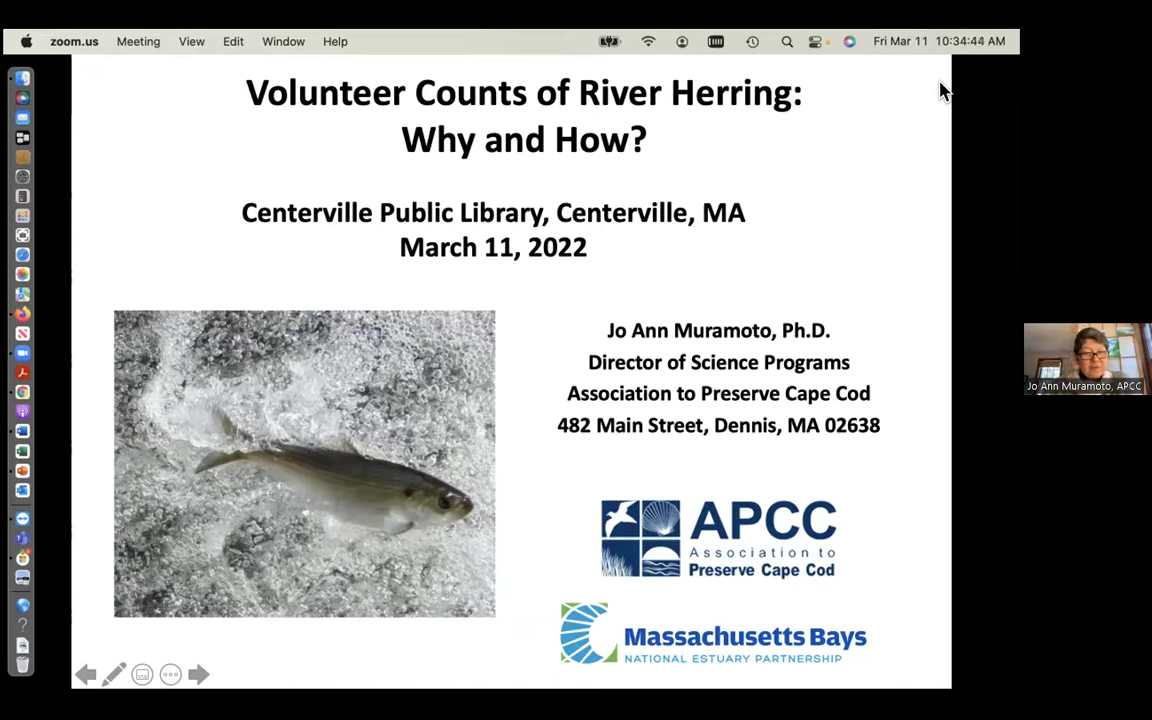 zoom.us Meeting View Edit Window Help Fri Mar 11 10:34:44 AM
Volunteer Counts of River Herring:
Why and How?
Centerville Public Library, Centerville, MA
March 11, 2022
Jo Ann Muramoto, Ph.D.
Director of Science Programs
Association to Preserve Cape Cod
482 Main Street, Dennis, MA 02638
APCC
Association to
Preserve Cape Cod
Massachusetts Bays
NATIONAL ESTUARY PARTNERSHIP
Jo Ann Muramoto, APCC